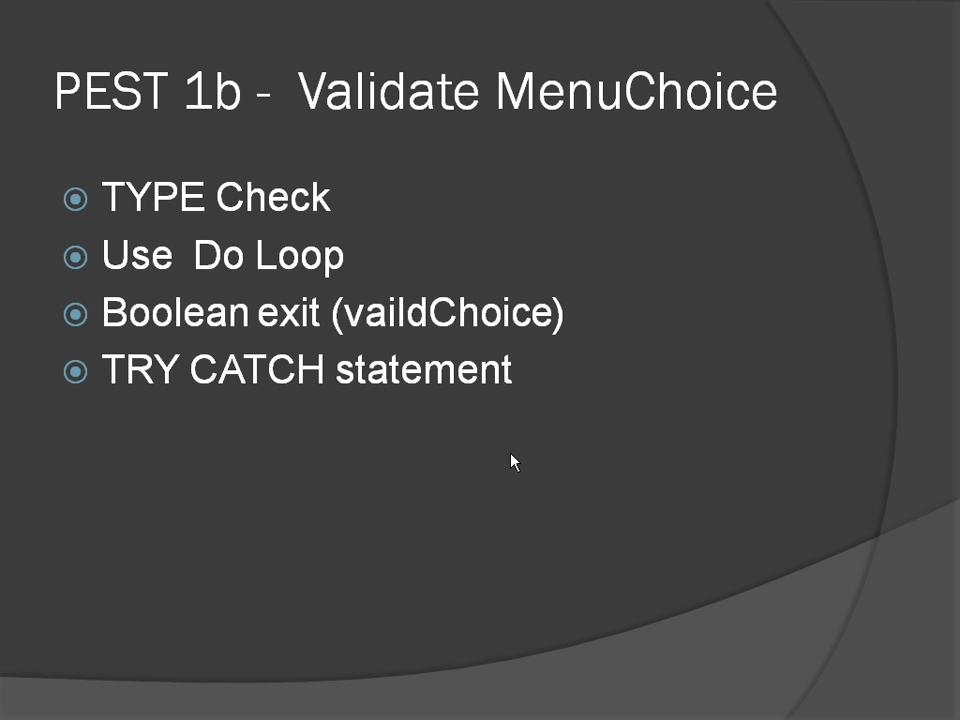 PEST 1b - Validate MenuChoice
TYPE Check
Use Do Loop
Boolean exit (vaildChoice)
TRY CATCH statement